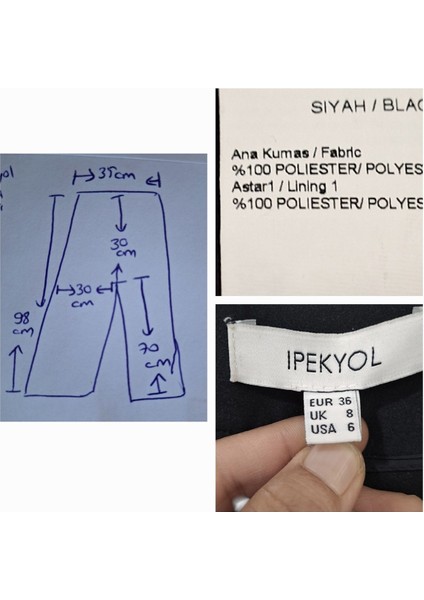 35cm
30
cm
30
cm
98
cm
70
cm
SIYAH / BLAC
Ana Kumas / Fabric
%100 POLIESTER/ POLYES
Astar1 / Lining 1
%100 POLIESTER/ POLYES
IPEKYOL
EUR 36
UK 8
USA 6